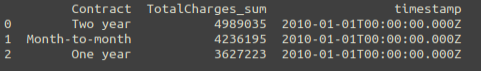 Contract TotalCharges_sum timestamp
0 Two year 4989035 2010-01-01T00:00:00.000Z
1 Month-to-month 4236195 2010-01-01T00:00:00.000Z
2 One year 3627223 2010-01-01T00:00:00.000Z